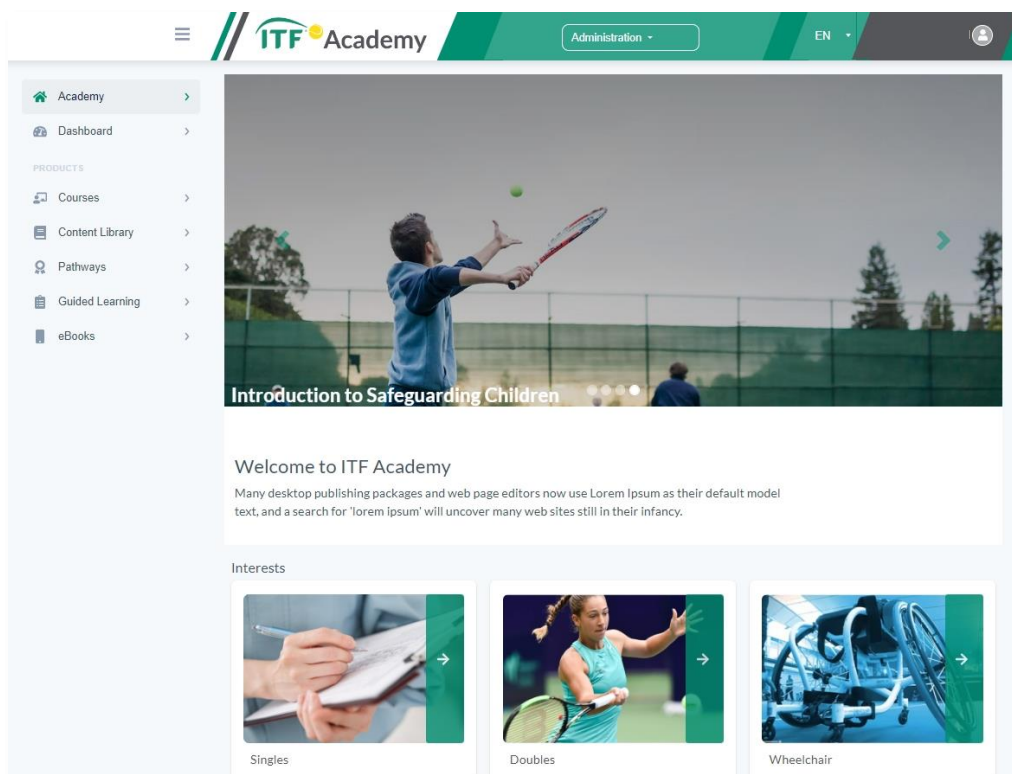 ITF Academy
Administration
EN
Academy
Dashboard
PRODUCTS
Courses
Content Library
Pathways
Guided Learning
eBooks
Introduction to Safeguarding Children
Welcome to ITF Academy
Many desktop publishing packages and web page editors now use Lorem Ipsum as their default model
text, and a search for 'lorem ipsum' will uncover many web sites still in their infancy.
Interests
Singles
Doubles
Wheelchair